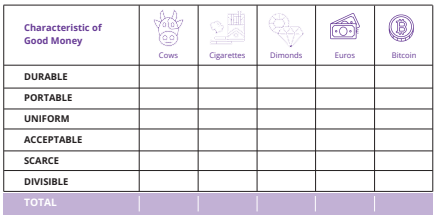 Characteristic of
Good Money
Cows Cigarettes Dimonds Euros Bitcoin
DURABLE
PORTABLE
UNIFORM
ACCEPTABLE
SCARCE
DIVISIBLE
TOTAL